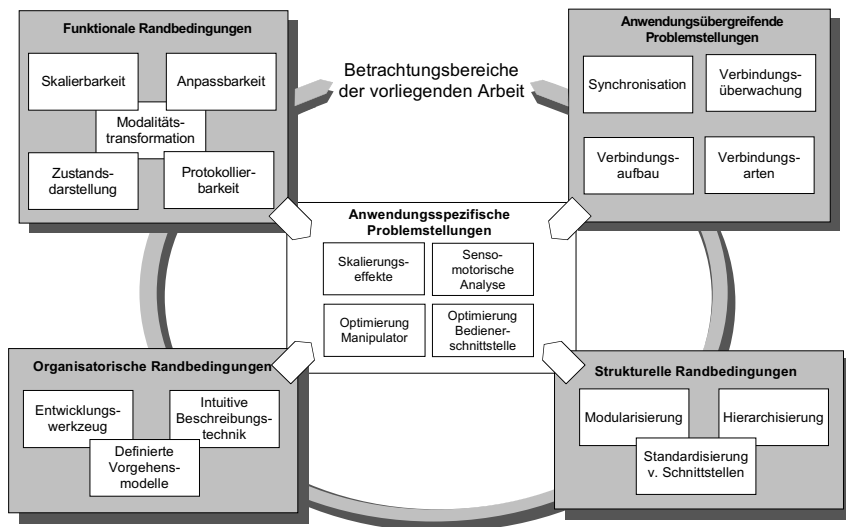 Funktionale Randbedingungen
Skalierbarkeit
Anpassbarkeit
Modalitäts-
transformation
Zustands-
darstellung
Protokollier-
barkeit
Betrachtungsbereiche
der vorliegenden Arbeit
Anwendungsübergreifende
Problemstellungen
Synchronisation
Verbindungs-
überwachung
Verbindungs-
aufbau
Verbindungs-
arten
Anwendungsspezifische
Problemstellungen
Skalierungs-
effekte
Senso-
motorische
Analyse
Optimierung
Manipulator
Optimierung
Bediener-
schnittstelle
Organisatorische Randbedingungen
Entwicklungs-
werkzeug
Intuitive
Beschreibungs-
technik
Definierte
Vorgehens-
modelle
Strukturelle Randbedingungen
Modularisierung
Hierarchisierung
Standardisierung
v. Schnittstellen